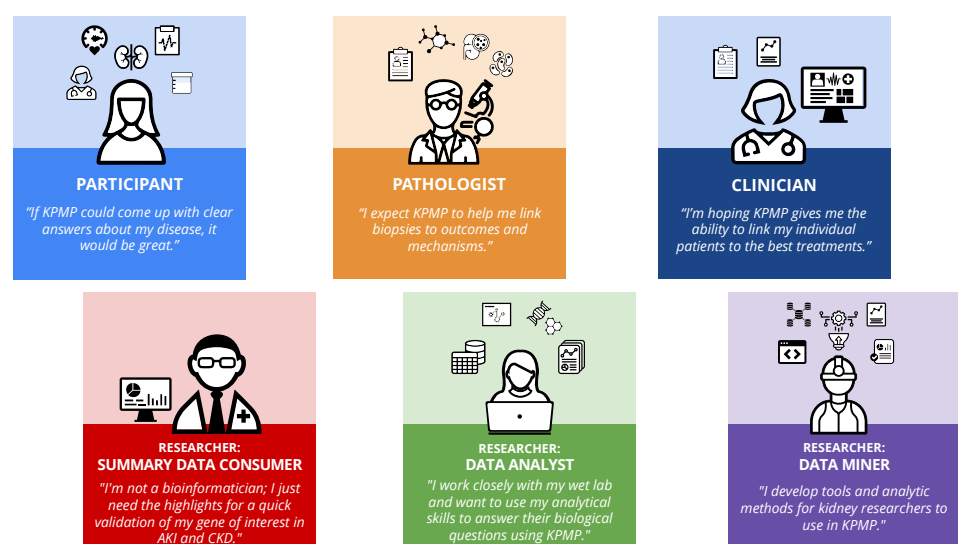 PARTICIPANT
“If KPMP could come up with clear
answers about my disease, it
would be great.”
PATHOLOGIST
“I expect KPMP to help me link
biopsies to outcomes and
mechanisms.”
CLINICIAN
“I’m hoping KPMP gives me the
ability to link my individual
patients to the best treatments.”
RESEARCHER:
SUMMARY DATA CONSUMER
"I'm not a bioinformatician; I just
need the highlights for a quick
validation of my gene of interest in
AKI and CKD."
RESEARCHER:
DATA ANALYST
"I work closely with my wet lab
and want to use my analytical
skills to answer their biological
questions using KPMP."
RESEARCHER:
DATA MINER
"I develop tools and analytic
methods for kidney researchers to
use in KPMP."